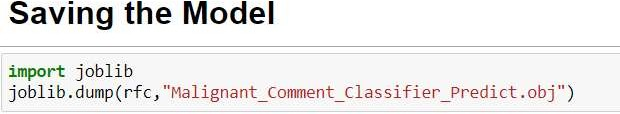 Saving the Model
import joblib
joblib.dump(rfc,"Malignant_Comment_Classifier_Predict.obj")